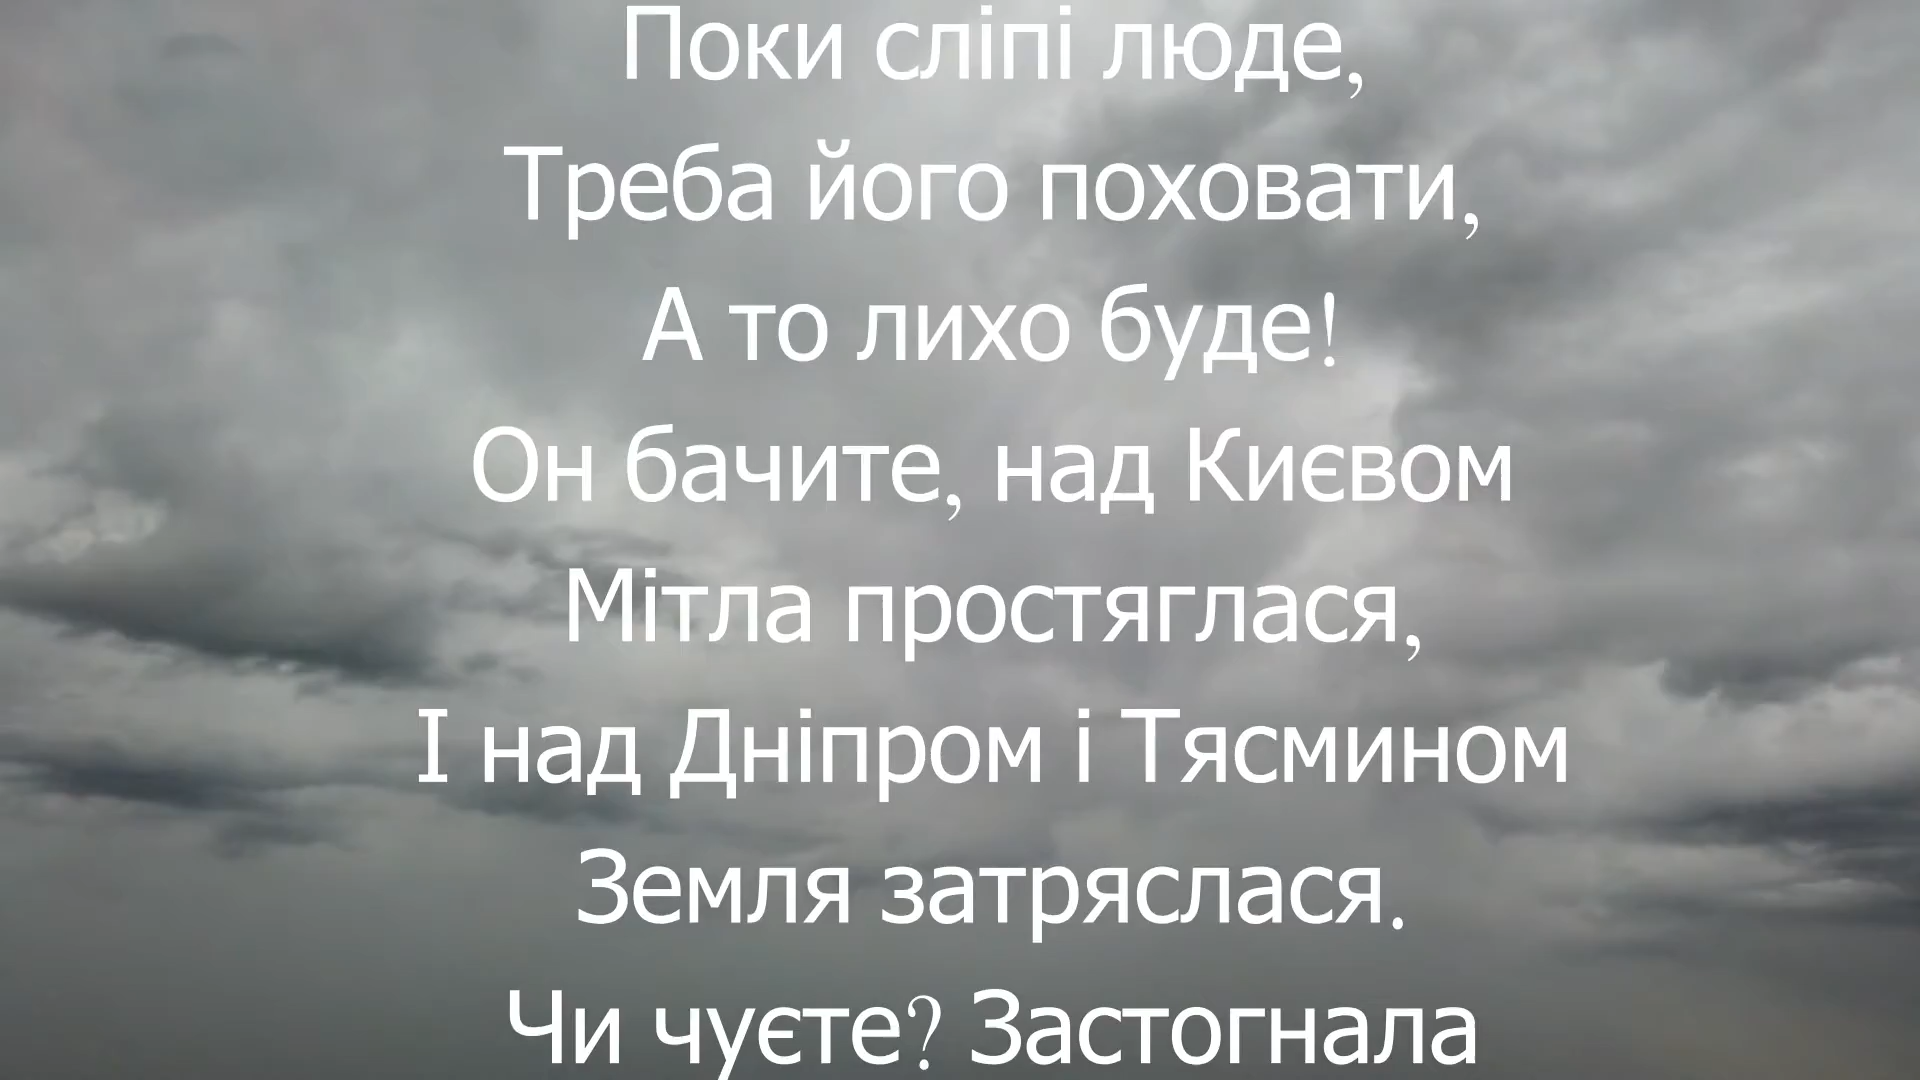 Поки сліпі люде,
Треба його поховати,
А то лихо буде!
Он бачите, над Києвом
Мітла простяглася,
І над Дніпром і Тясмином
Земля затряслася.
Чи чуєте? Застогнала